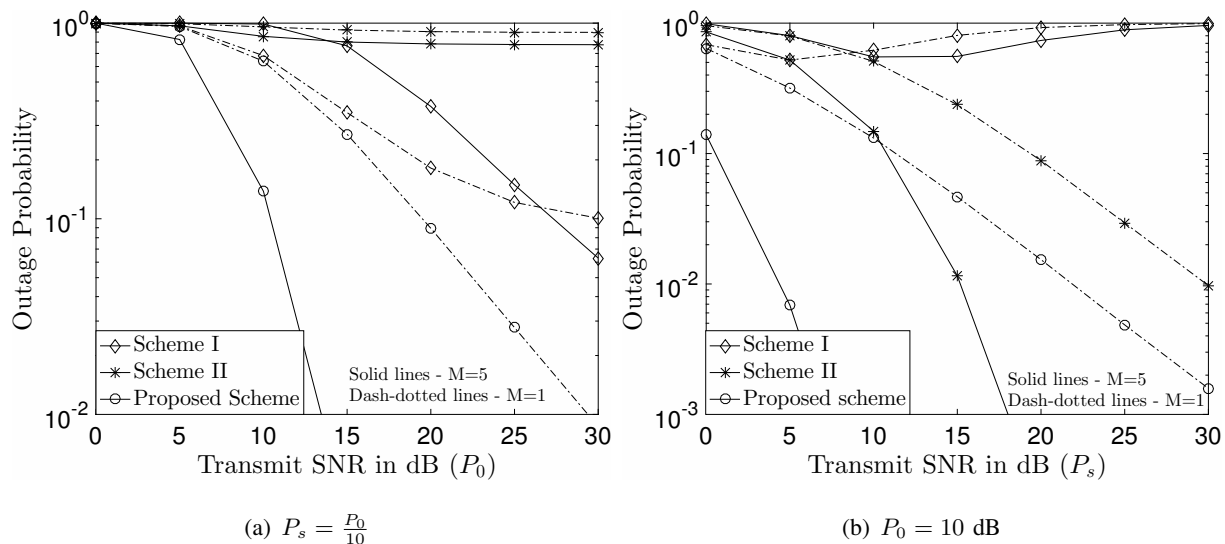 Outage Probability
10^0
10^{-1}
10^{-2}
0 5 10 15 20 25 30
Transmit SNR in dB (P_0)
Scheme I
Scheme II
Proposed Scheme
Solid lines - M=5
Dash-dotted lines - M=1
(a) P_s = \frac{P_0}{10}
Outage Probability
10^0
10^{-1}
10^{-2}
10^{-3}
0 5 10 15 20 25 30
Transmit SNR in dB (P_s)
Scheme I
Scheme II
Proposed scheme
Solid lines - M=5
Dash-dotted lines - M=1
(b) P_0 = 10 dB